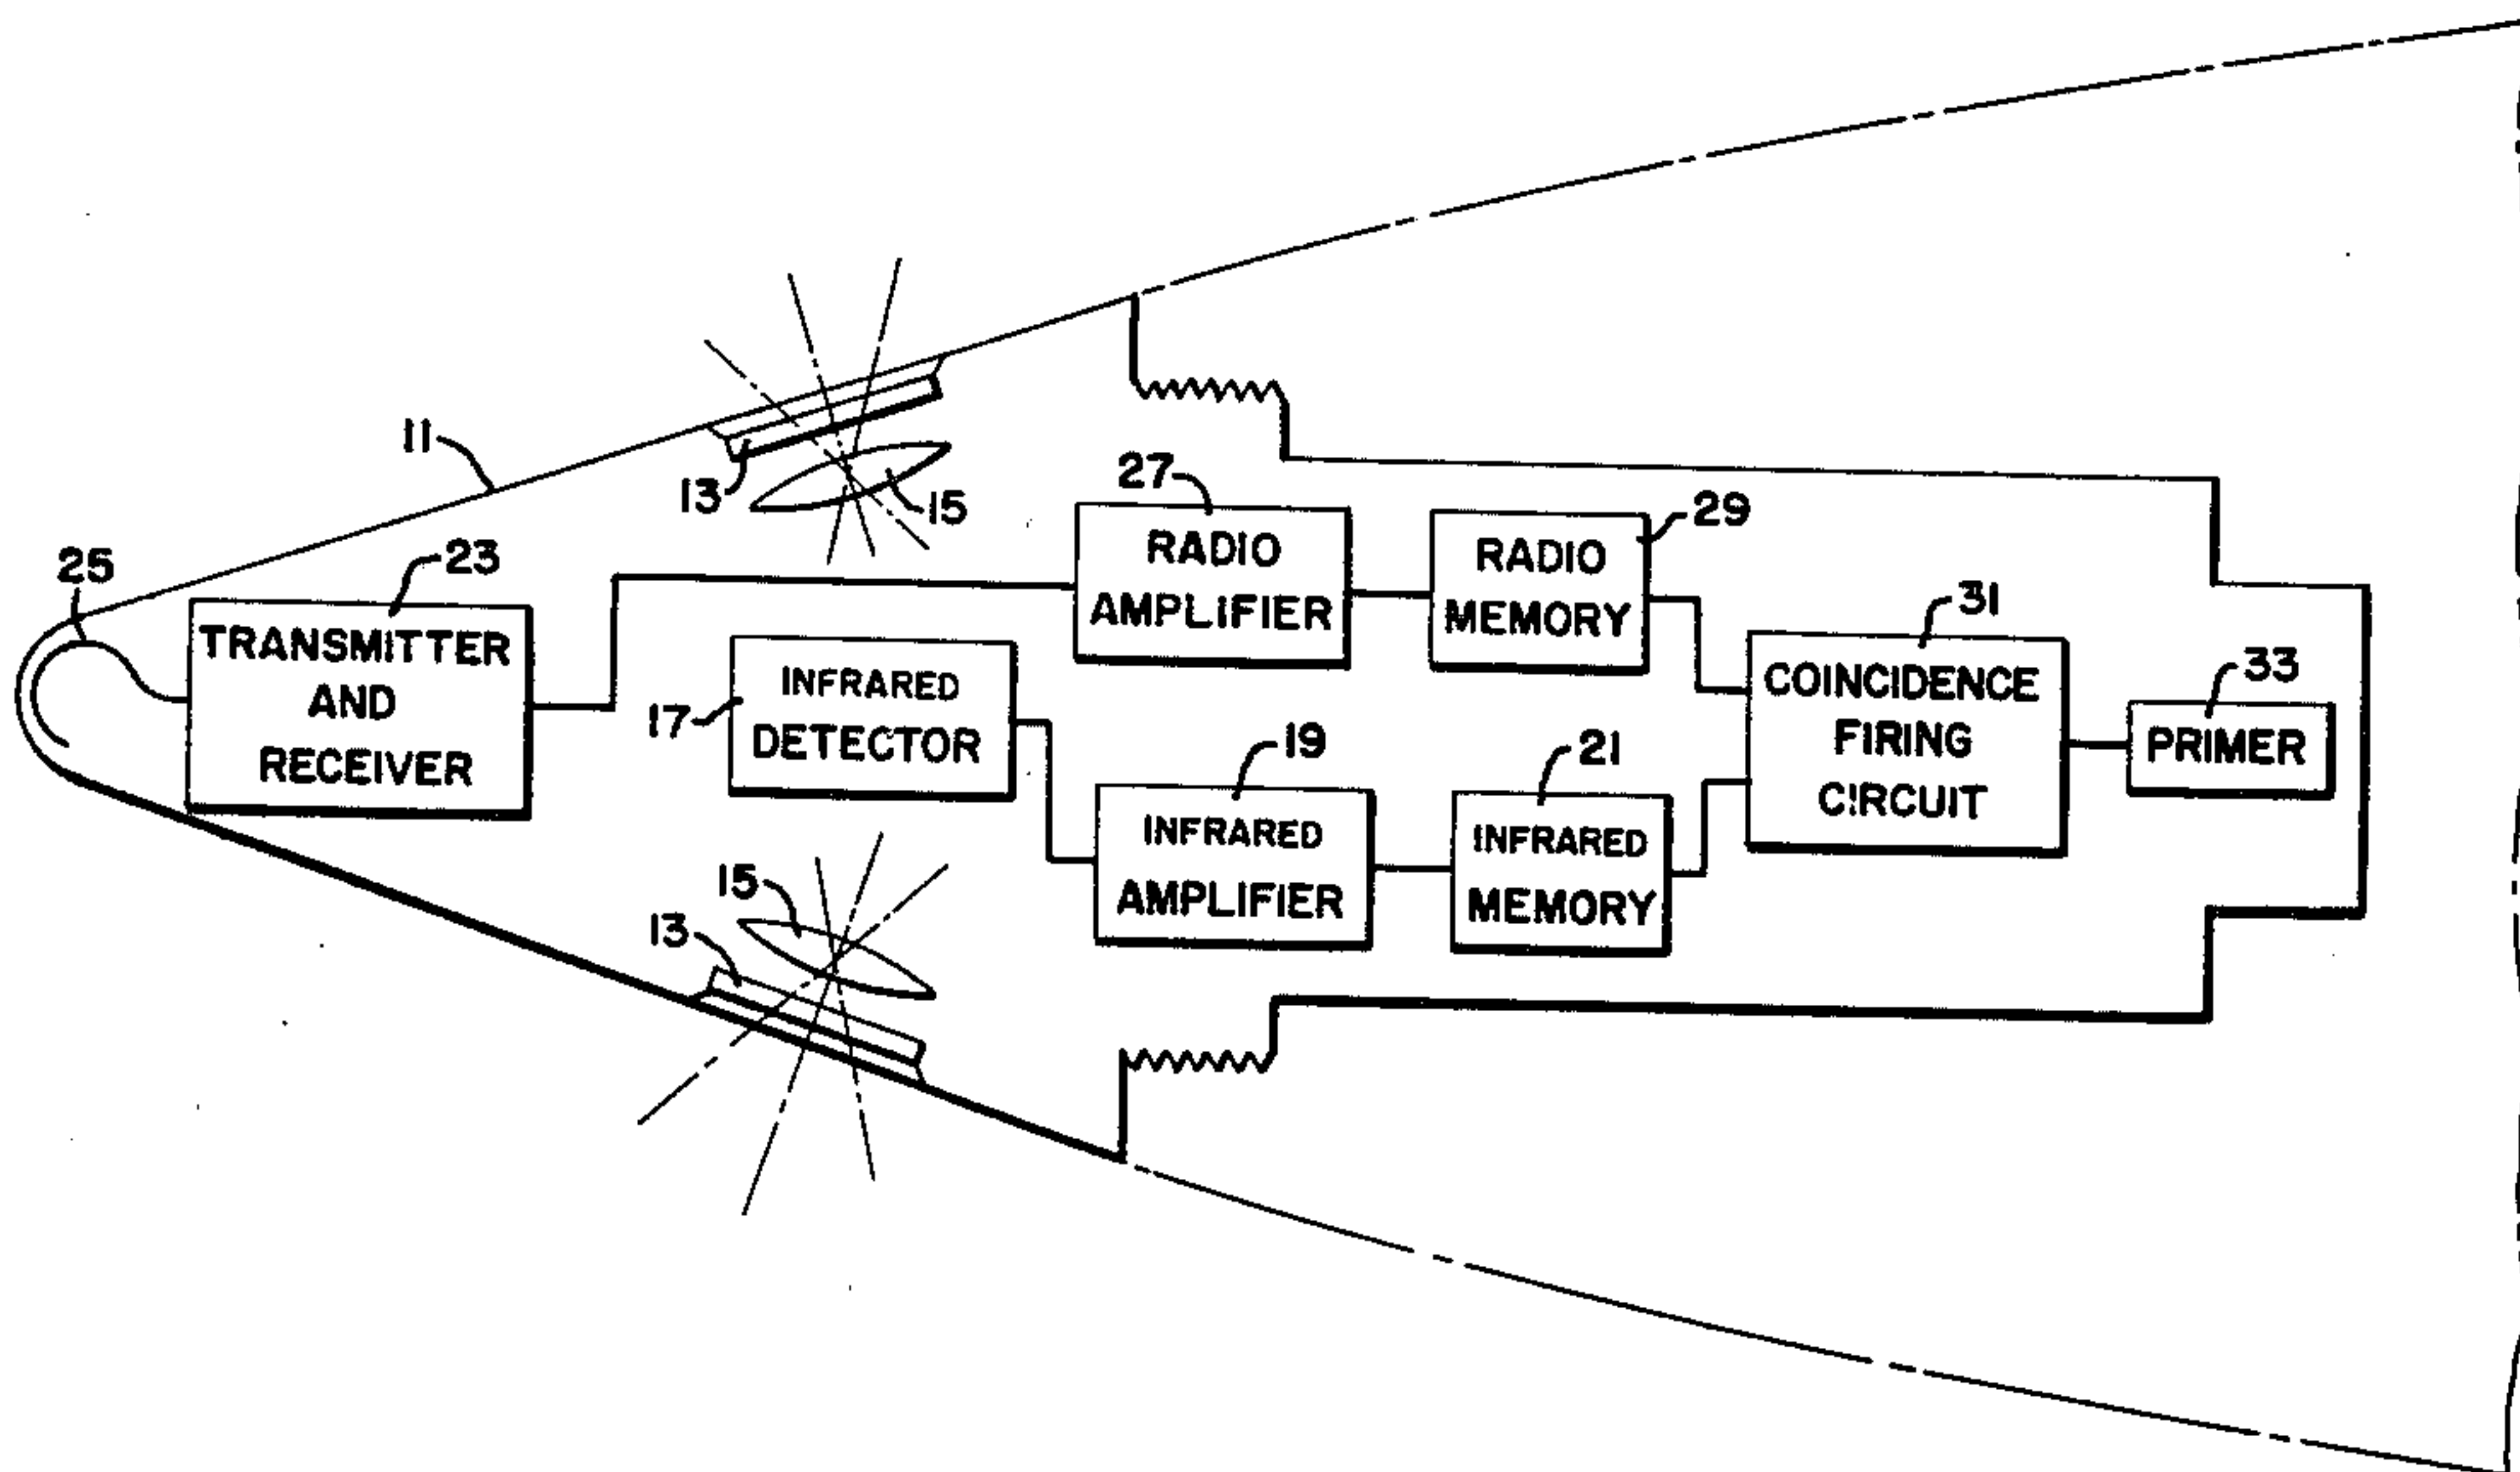 11
13
15
27
29
25
23
RADIO
AMPLIFIER
RADIO
MEMORY
31
TRANSMITTER
AND
RECEIVER
17
INFRARED
DETECTOR
COINCIDENCE
FIRING
CIRCUIT
33
PRIMER
19
21
INFRARED
AMPLIFIER
INFRARED
MEMORY
15
13